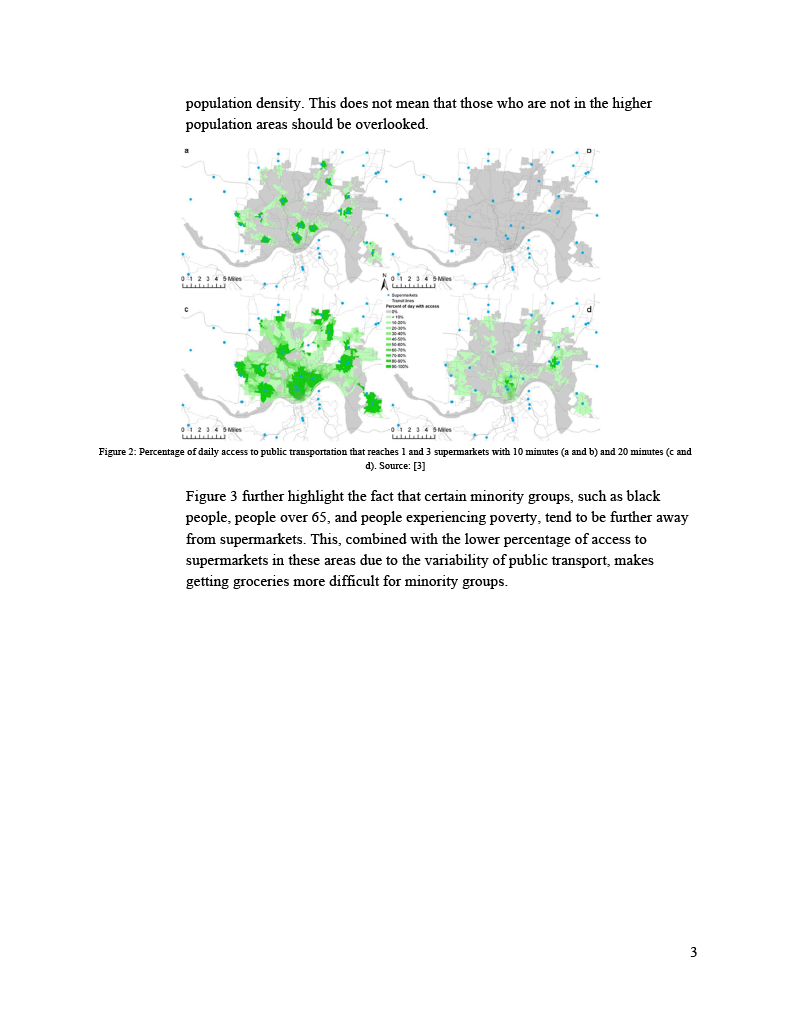 population density. This does not mean that those who are not in the higher
population areas should be overlooked.
a
b
0 1 2 3 4 5 Miles
N
0 1 2 3 4 5 Miles
Supermarkets
Transit lines
Percent of day with access
0%
< 10%
10-20%
20-30%
30-40%
40-50%
50-60%
60-70%
70-80%
80-90%
90-100%
c
d
0 1 2 3 4 5 Miles
0 1 2 3 4 5 Miles
Figure 2: Percentage of daily access to public transportation that reaches 1 and 3 supermarkets with 10 minutes (a and b) and 20 minutes (c and
d). Source: [3]
Figure 3 further highlight the fact that certain minority groups, such as black
people, people over 65, and people experiencing poverty, tend to be further away
from supermarkets. This, combined with the lower percentage of access to
supermarkets in these areas due to the variability of public transport, makes
getting groceries more difficult for minority groups.
3